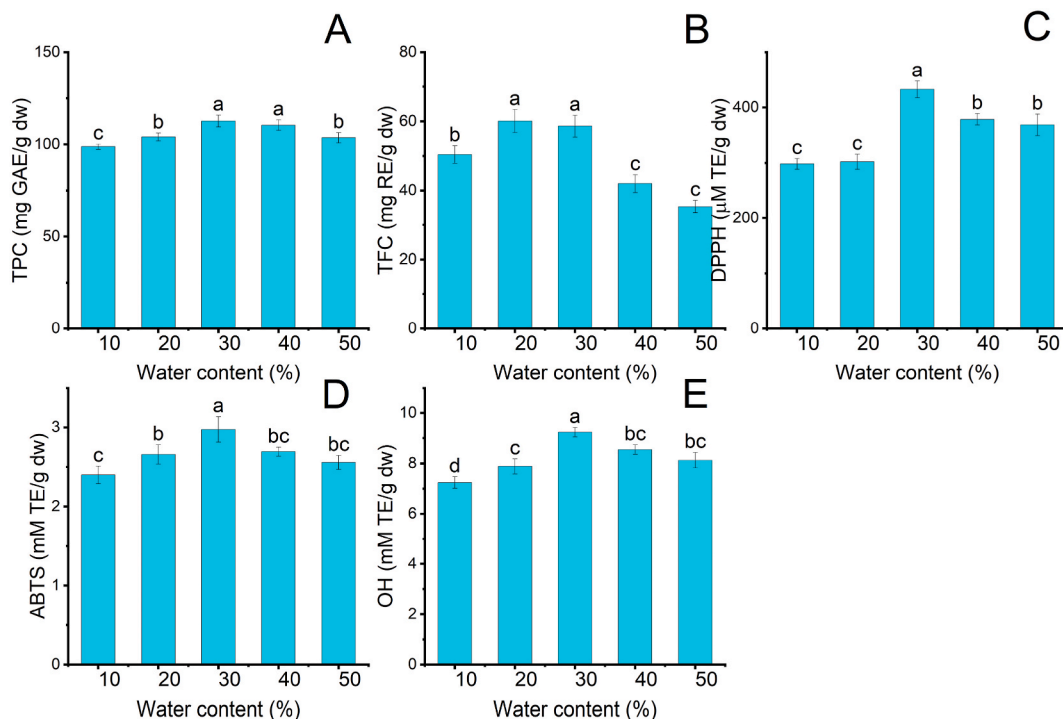 A
150
100
50
0
TPC (mg GAE/g dw)
c
b
a
a
b
10 20 30 40 50
Water content (%)
B
80
60
40
20
0
TFC (mg RE/g dw)
b
a
a
c
c
10 20 30 40 50
Water content (%)
C
400
200
0
DPPH (μM TE/g dw)
c
c
a
b
b
10 20 30 40 50
Water content (%)
D
3
2
1
0
ABTS (mM TE/g dw)
c
b
a
bc
bc
10 20 30 40 50
Water content (%)
E
10
8
6
4
2
0
OH (mM TE/g dw)
d
c
a
bc
bc
10 20 30 40 50
Water content (%)